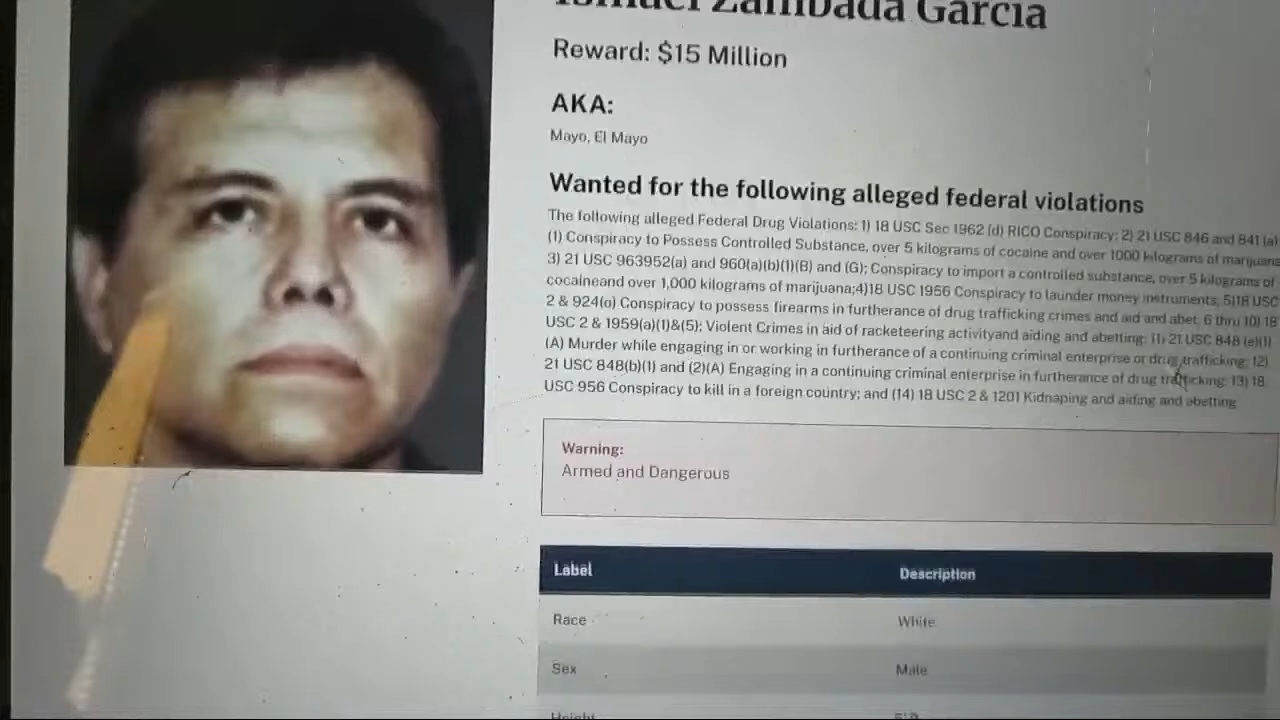 Ismael Zambada Garcia
Reward: $15 Million
AKA:
Mayo, El Mayo
Wanted for the following alleged federal violations
The following alleged Federal Drug Violations: 1) 18 USC Sec 1962 (d) RICO Conspiracy; 2) 21 USC 846 and 841 (a)
(1) Conspiracy to Possess Controlled Substance, over 5 kilograms of cocaine and over 1000 kilograms of marijuana
3) 21 USC 963952(a) and 960(a)(b)(1)(B) and (G); Conspiracy to import a controlled substance, over 5 kilograms of
cocaineand over 1,000 kilograms of marijuana;4)18 USC 1956 Conspiracy to launder money instruments; 5)18 USC
2 & 924(o) Conspiracy to possess firearms in furtherance of drug trafficking crimes and aid and abet; 6 thru 10) 18
USC 2 & 1959(a)(1)&(5); Violent Crimes in aid of racketeering activityand aiding and abetting; 11) 21 USC 848 (e)(1)
(A) Murder while engaging in or working in furtherance of a continuing criminal enterprise or drug trafficking; 12)
21 USC 848(b)(1) and (2)(A) Engaging in a continuing criminal enterprise in furtherance of drug trafficking; 13) 18
USC 956 Conspiracy to kill in a foreign country; and (14) 18 USC 2 & 1201 Kidnaping and aiding and abetting
Warning:
Armed and Dangerous
Label Description
Race White
Sex Male
Height